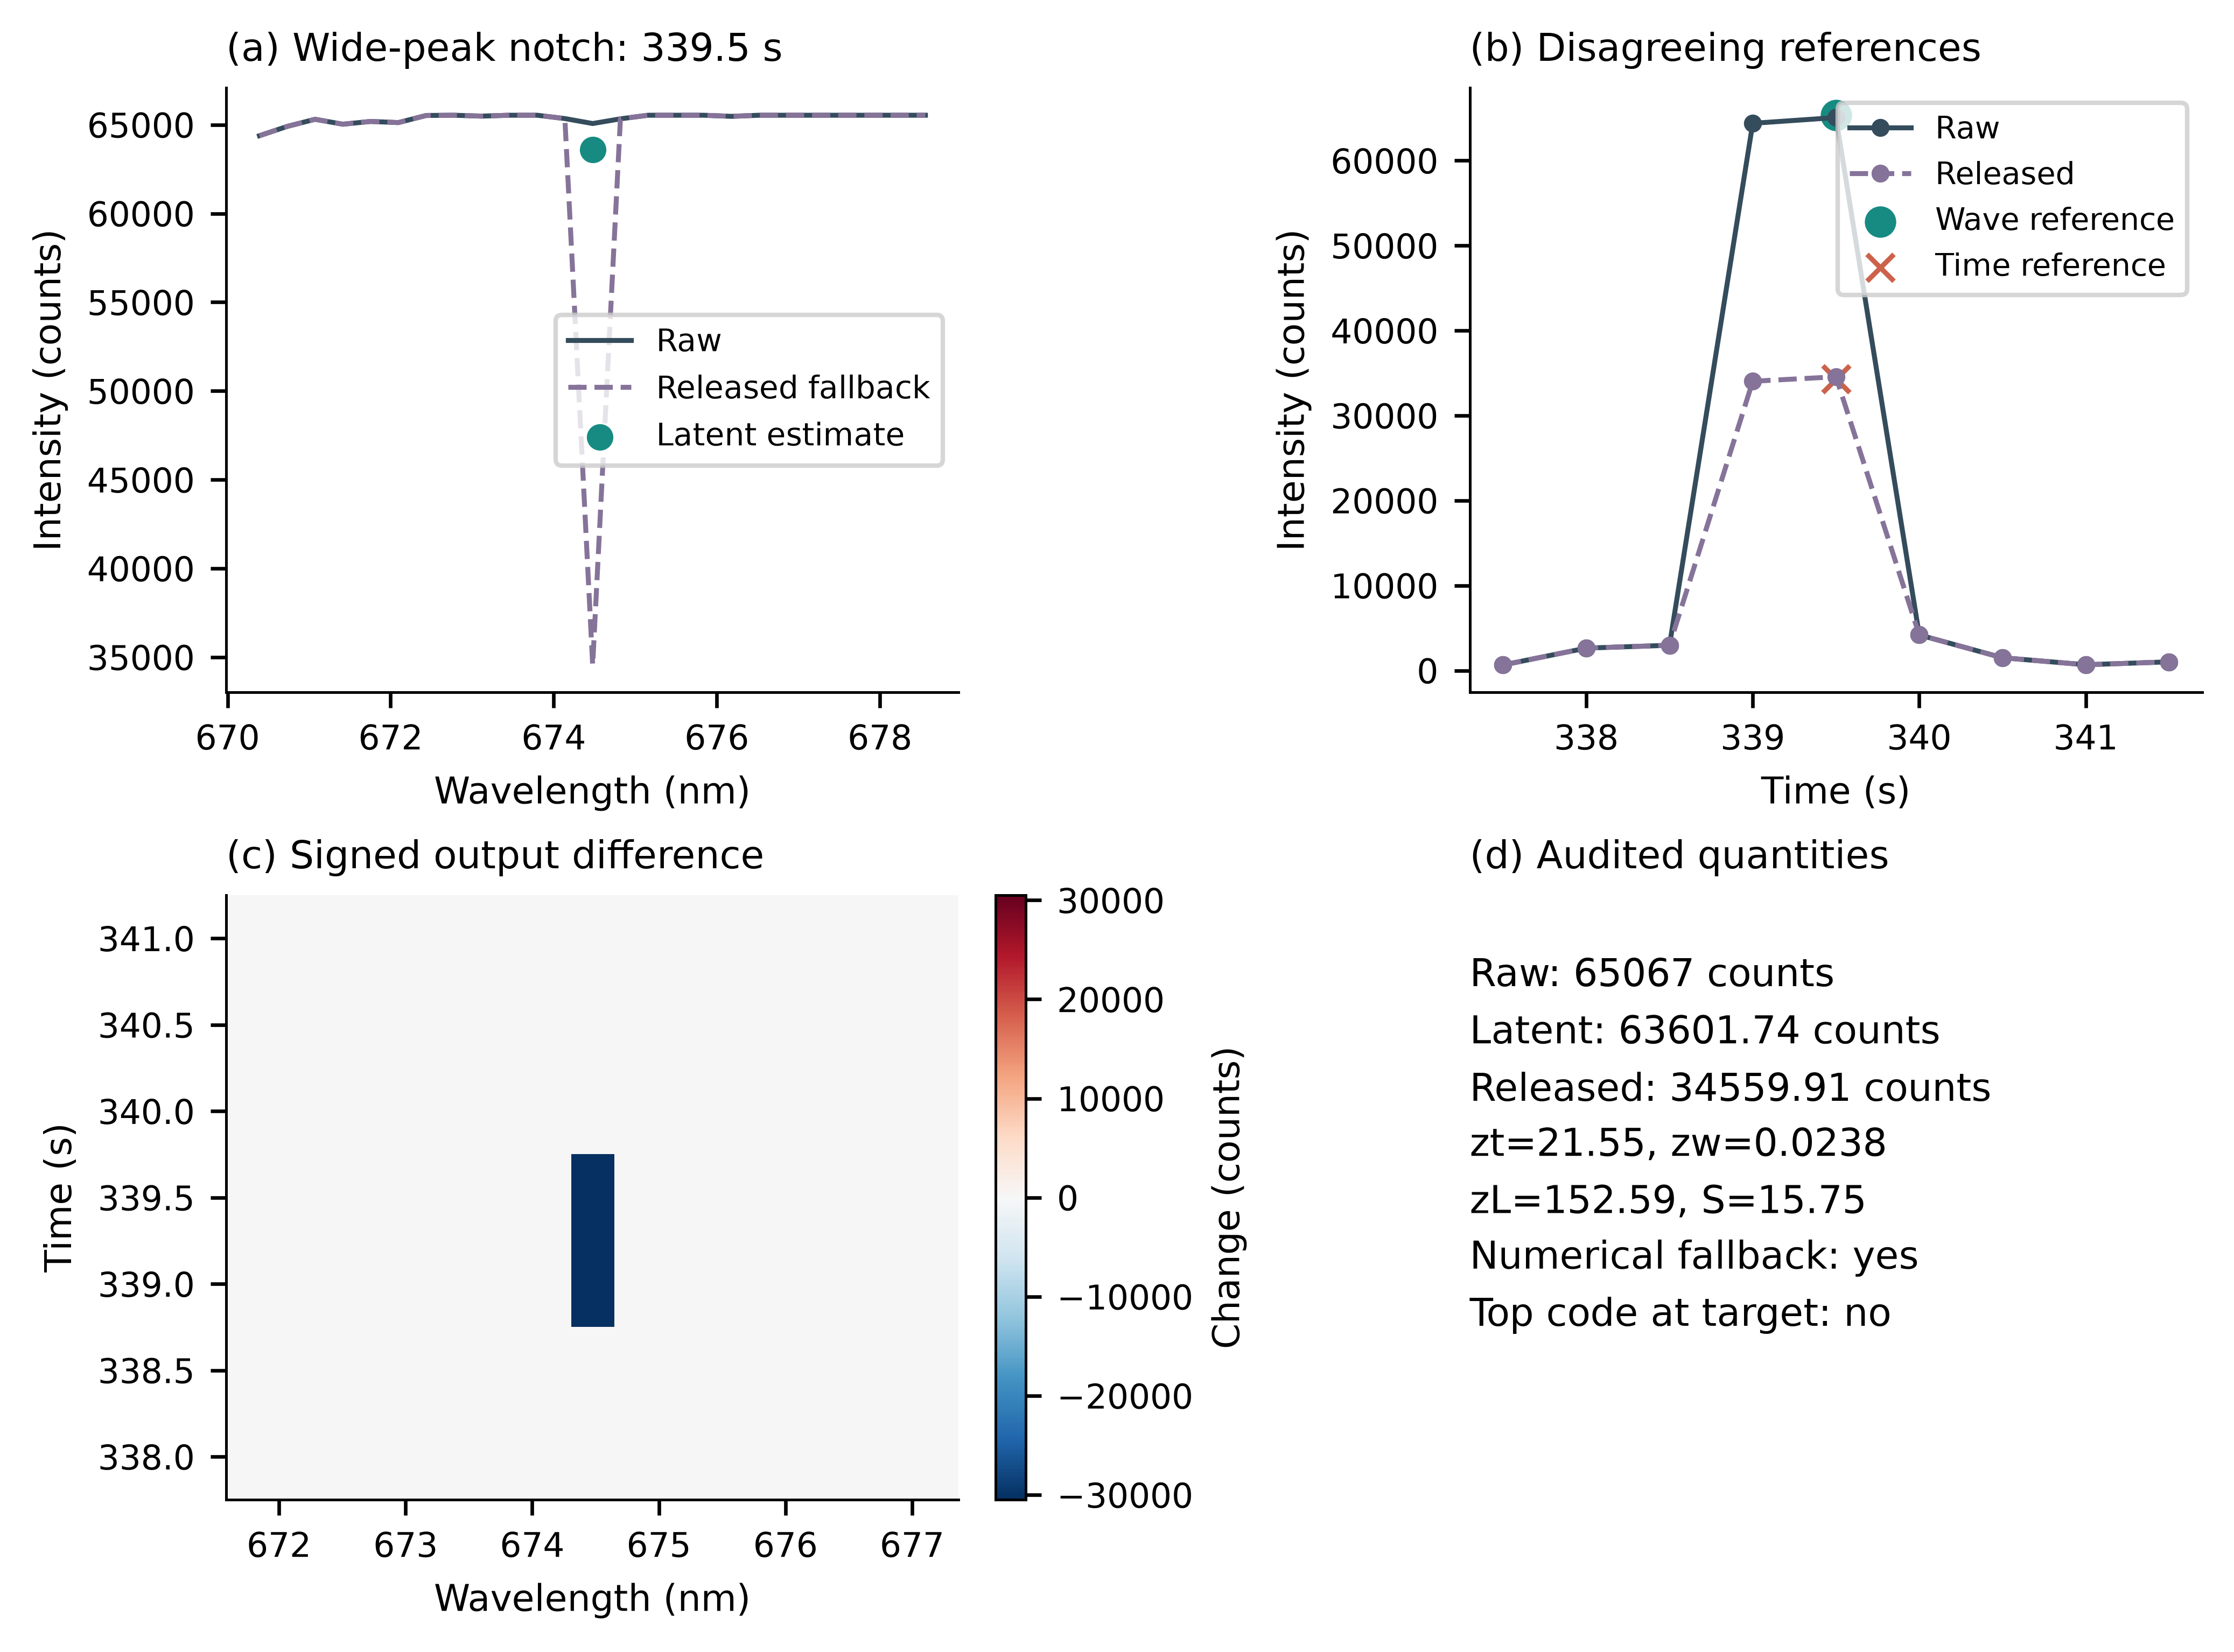 (a) Wide-peak notch: 339.5 s
65000
60000
55000
50000
45000
40000
35000
Intensity (counts)
Raw
Released fallback
Latent estimate
670 672 674 676 678
Wavelength (nm)
(b) Disagreeing references
60000
50000
40000
30000
20000
10000
0
Intensity (counts)
Raw
Released
Wave reference
Time reference
338 339 340 341
Time (s)
(c) Signed output difference
341.0
340.5
340.0
339.5
339.0
338.5
338.0
Time (s)
672 673 674 675 676 677
Wavelength (nm)
30000
20000
10000
0
−10000
−20000
−30000
Change (counts)
(d) Audited quantities
Raw: 65067 counts
Latent: 63601.74 counts
Released: 34559.91 counts
zt=21.55, zw=0.0238
zL=152.59, S=15.75
Numerical fallback: yes
Top code at target: no